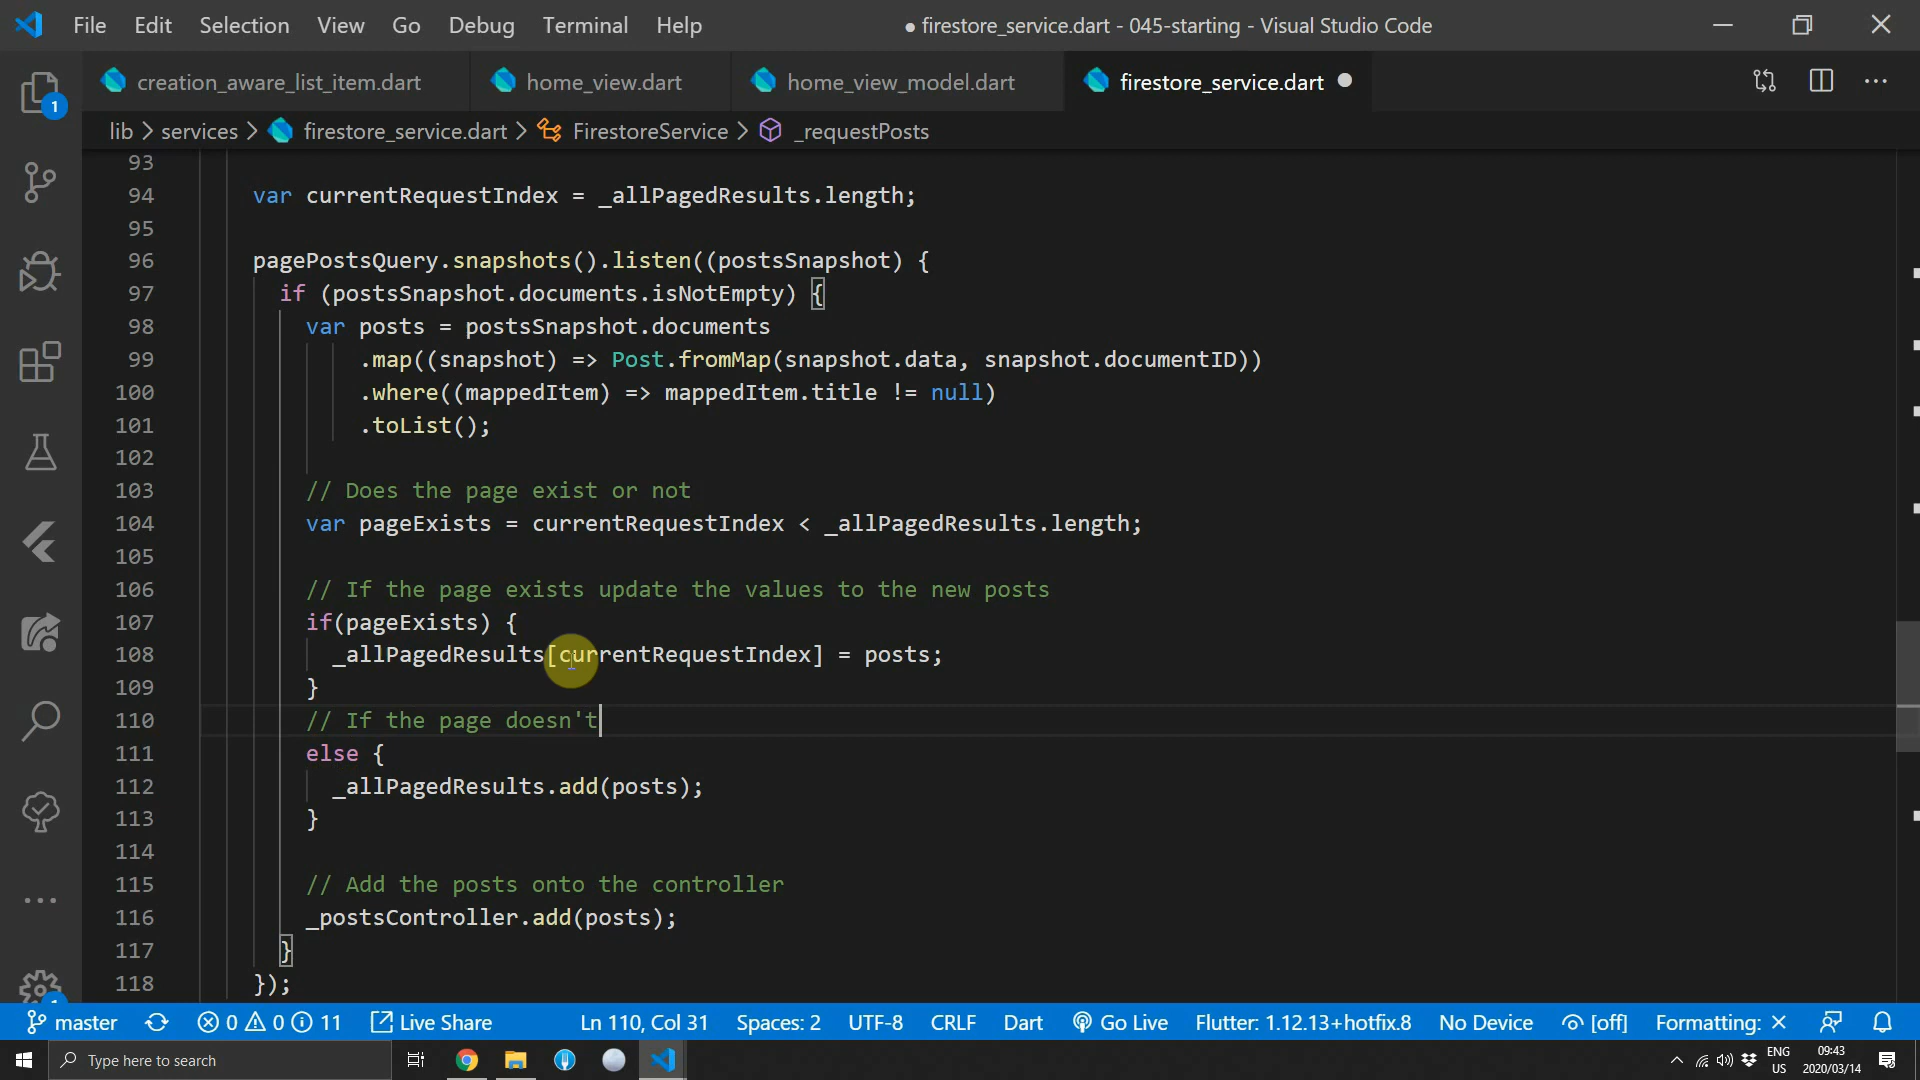 File Edit Selection View Go Debug Terminal Help
● firestore_service.dart - 045-starting - Visual Studio Code
creation_aware_list_item.dart home_view.dart home_view_model.dart firestore_service.dart
lib > services > firestore_service.dart > FirestoreService > _requestPosts
1
93
94 var currentRequestIndex = _allPagedResults.length;
95
96 pagePostsQuery.snapshots().listen((postsSnapshot) {
97 if (postsSnapshot.documents.isNotEmpty) {
98 var posts = postsSnapshot.documents
99 .map((snapshot) => Post.fromMap(snapshot.data, snapshot.documentID))
100 .where((mappedItem) => mappedItem.title != null)
101 .toList();
102
103 // Does the page exist or not
104 var pageExists = currentRequestIndex < _allPagedResults.length;
105
106 // If the page exists update the values to the new posts
107 if(pageExists) {
108 _allPagedResults[currentRequestIndex] = posts;
109 }
110 // If the page doesn't
111 else {
112 _allPagedResults.add(posts);
113 }
114
115 // Add the posts onto the controller
116 _postsController.add(posts);
117 }
118 });
master 0 0 11 Live Share Ln 110, Col 31 Spaces: 2 UTF-8 CRLF Dart Go Live Flutter: 1.12.13+hotfix.8 No Device [off] Formatting: ×
Type here to search
ENG
US
09:43
2020/03/14